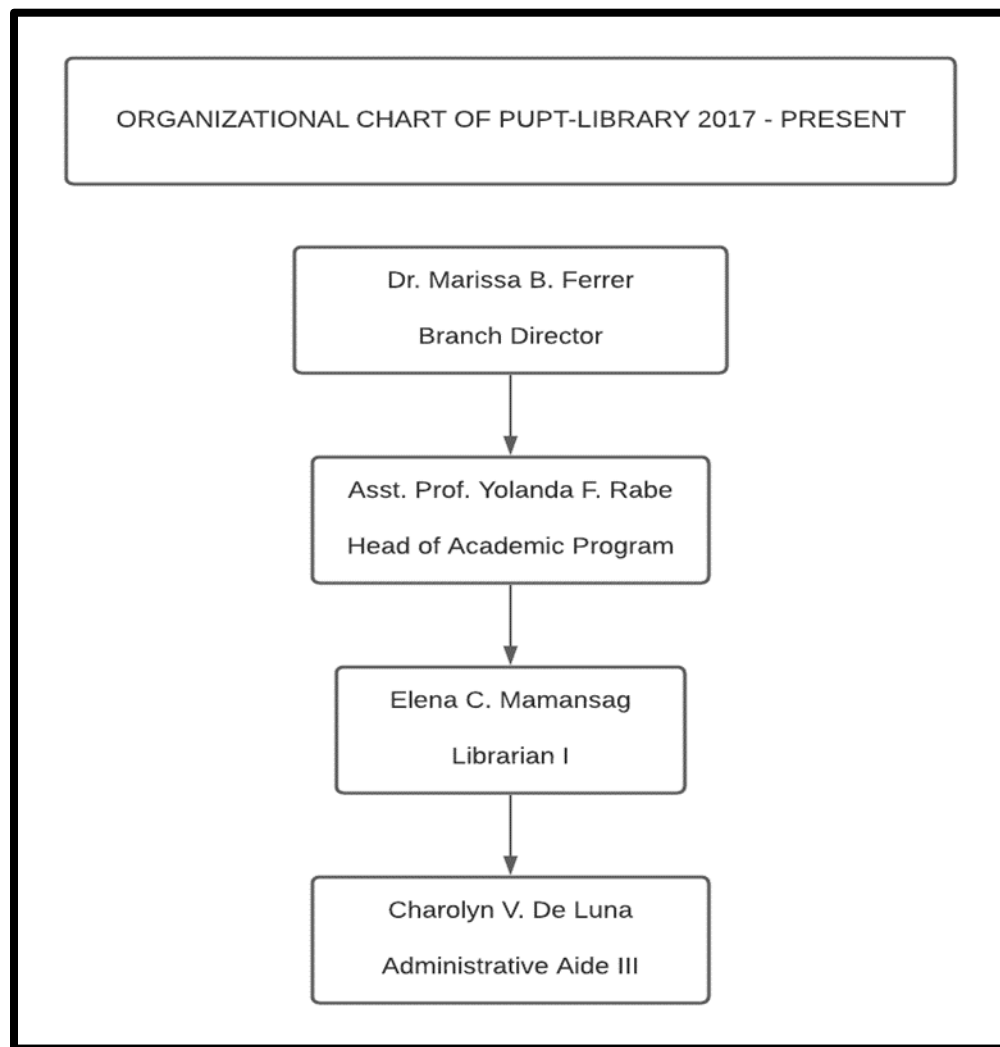 ORGANIZATIONAL CHART OF PUPT-LIBRARY 2017 - PRESENT
Dr. Marissa B. Ferrer
Branch Director
Asst. Prof. Yolanda F. Rabe
Head of Academic Program
Elena C. Mamansag
Librarian I
Charolyn V. De Luna
Administrative Aide III